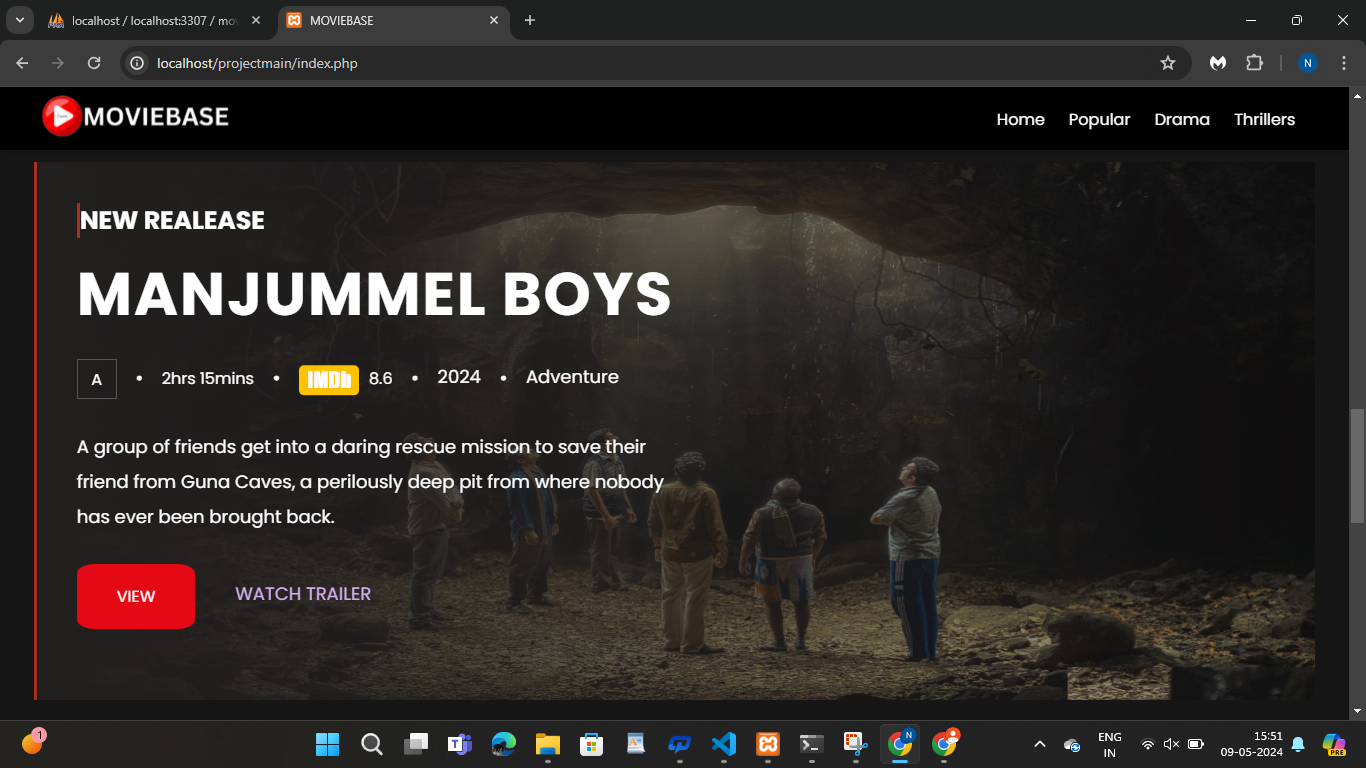 localhost / localhost:3307 / mov
MOVIEBASE
localhost/projectmain/index.php
N
MOVIEBASE
Home Popular Drama Thrillers
NEW REALEASE
MANJUMMEL BOYS
A • 2hrs 15mins • IMDb 8.6 • 2024 • Adventure
A group of friends get into a daring rescue mission to save their
friend from Guna Caves, a perilously deep pit from where nobody
has ever been brought back.
VIEW WATCH TRAILER
1
N
ENG
IN
15:51
09-05-2024
PRE